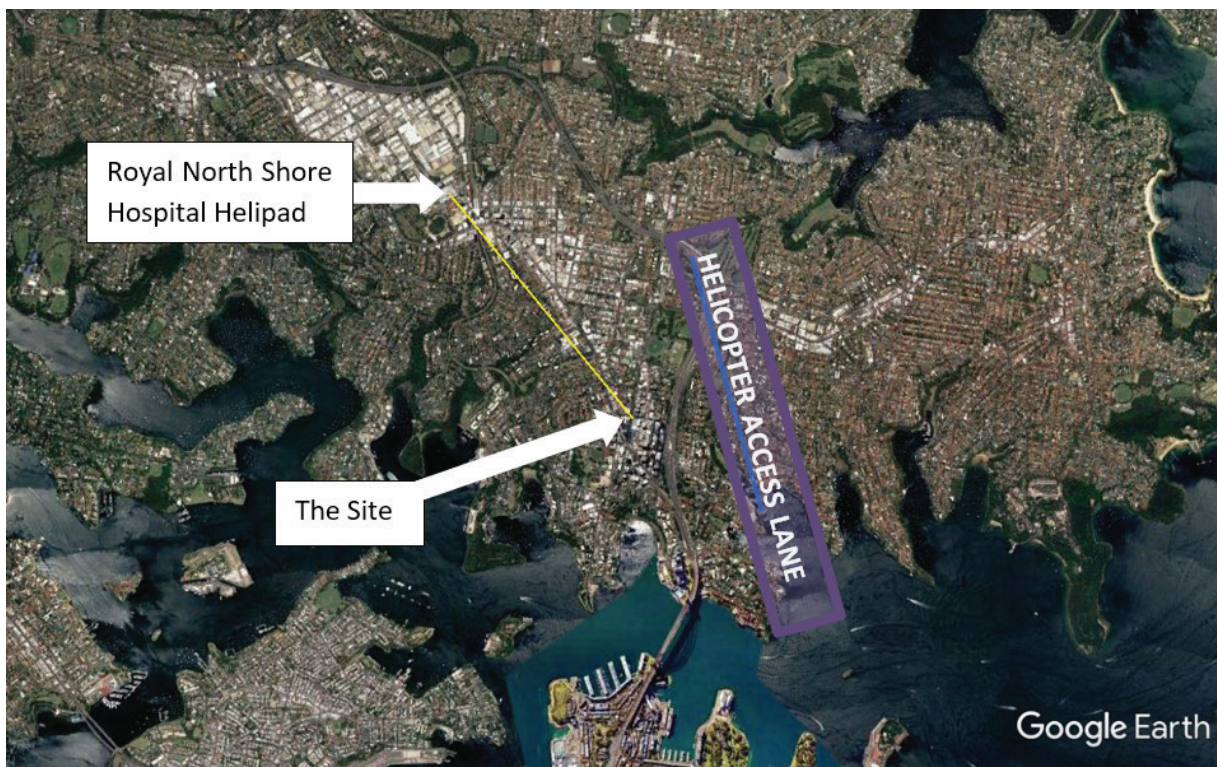 Royal North Shore
Hospital Helipad
HELICOPTER ACCESS LANE
The Site
Google Earth